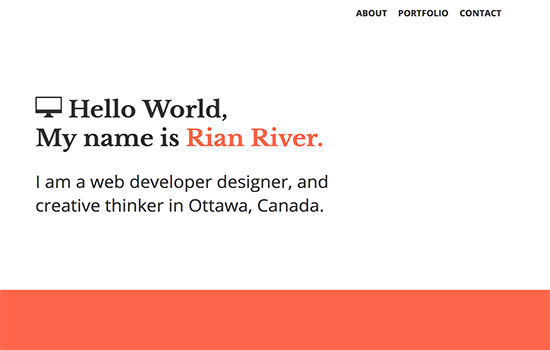 ABOUT PORTFOLIO CONTACT
Hello World,
My name is Rian River.
I am a web developer designer, and
creative thinker in Ottawa, Canada.